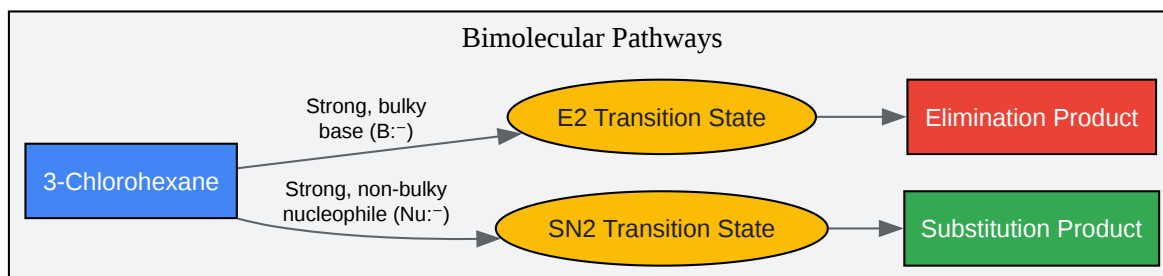 Bimolecular Pathways
Strong, bulky
base (B:⁻)
E2 Transition State
Elimination Product
3-Chlorohexane
Strong, non-bulky
nucleophile (Nu:⁻)
SN2 Transition State
Substitution Product